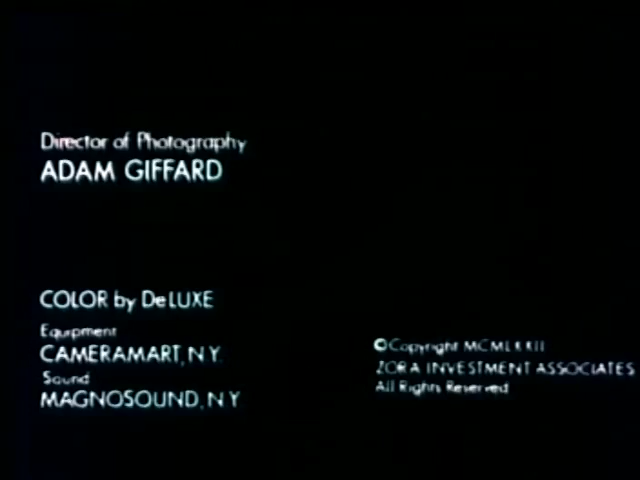 Director of Photography
ADAM GIFFARD
COLOR by DeLUXE
Equipment
CAMERAMART, N.Y.
Sound
MAGNOSOUND, N.Y.
© Copyright MCMLXXII
ZORA INVESTMENT ASSOCIATES
All Rights Reserved